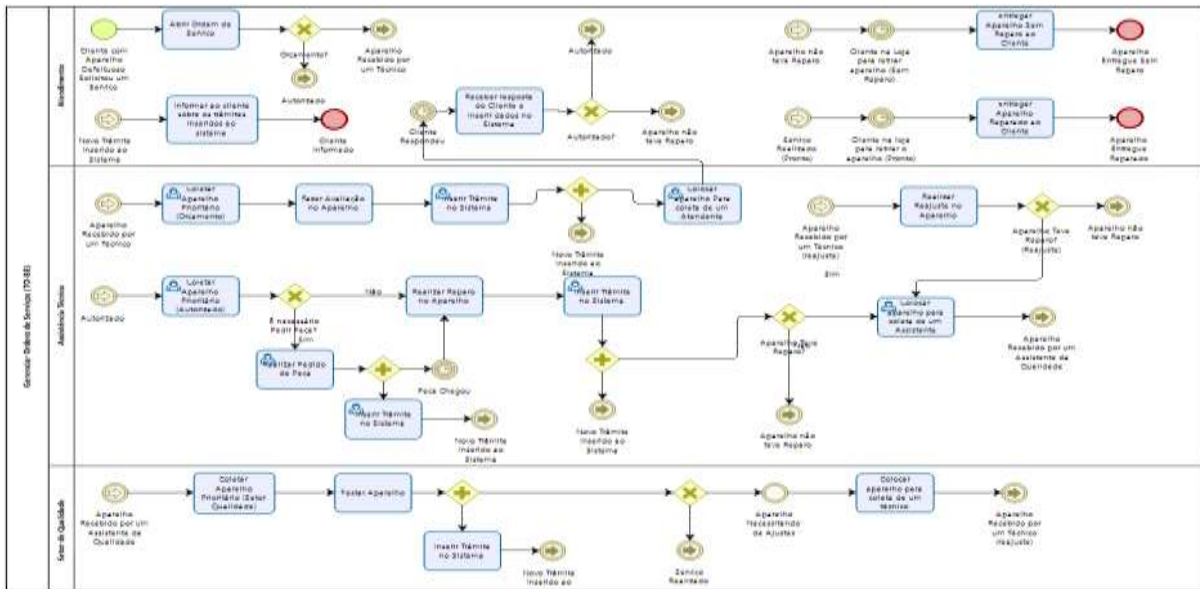 Gerenciar Ordens de Serviço (TO-BE)
Atendimento
Cliente com
Aparelho
Defeituoso
Solicitou um
Serviço
Abrir Ordem de
Serviço
Orçamento?
Autorizado
Aparelho
Recebido por
um Técnico
Novo Trâmite
Inserido ao
Sistema
Informar ao cliente
sobre os trâmites
inseridos ao
sistema
Cliente
Informado
Cliente
Respondeu
Receber resposta
do Cliente e
Inserir dados no
Sistema
Autorizado?
Autorizado
Aparelho não
teve Reparo
Aparelho não
teve Reparo
Cliente na Loja
para retirar
aparelho (Sem
Reparo)
Entregar
Aparelho Sem
Reparo ao
Cliente
Aparelho
Entregue Sem
Reparo
Serviço
Realizado
(Pronto)
Cliente na loja
para retirar o
aparelho (Pronto)
Entregar
Aparelho
Reparado ao
Cliente
Aparelho
Entregue
Reparado
Assistência Técnica
Aparelho
Recebido por
um Técnico
Coletar
Aparelho
Prioritário
(Orçamento)
Fazer Avaliação
no Aparelho
Inserir Trâmite
no Sistema
Novo Trâmite
Inserido ao
Sistema
Colocar
Aparelho Para
coleta de um
Atendente
Aparelho
Recebido por
um Técnico
(reajuste)
Realizar
Reajuste no
Aparelho
Aparelho Teve
Reparo?
(Reajuste)
Aparelho não
teve Reparo
Sim
Autorizado
Coletar
Aparelho
Prioritário
(Autorizado)
É necessário
Pedir Peça?
Não
Sim
Realizar Reparo
no Aparelho
Inserir Trâmite
no Sistema
Realizar Pedido
de Peça
Peça Chegou
Inserir Trâmite
no Sistema
Novo Trâmite
Inserido ao
Sistema
Novo Trâmite
Inserido ao
Sistema
Aparelho Teve
Reparo?
Aparelho não
teve Reparo
Colocar
aparelho para
coleta de um
Assistente
Aparelho
Recebido por um
Assistente de
Qualidade
Setor de Qualidade
Aparelho
Recebido por um
Assistente de
Qualidade
Coletar
Aparelho
Prioritário (Setor
Qualidade)
Testar Aparelho
Inserir Trâmite
no Sistema
Novo Trâmite
Inserido ao
Serviço
Realizado
Aparelho
Necessitando
de Ajustes
Colocar
aparelho para
coleta de um
técnico
Aparelho
Recebido por
um Técnico
(reajuste)